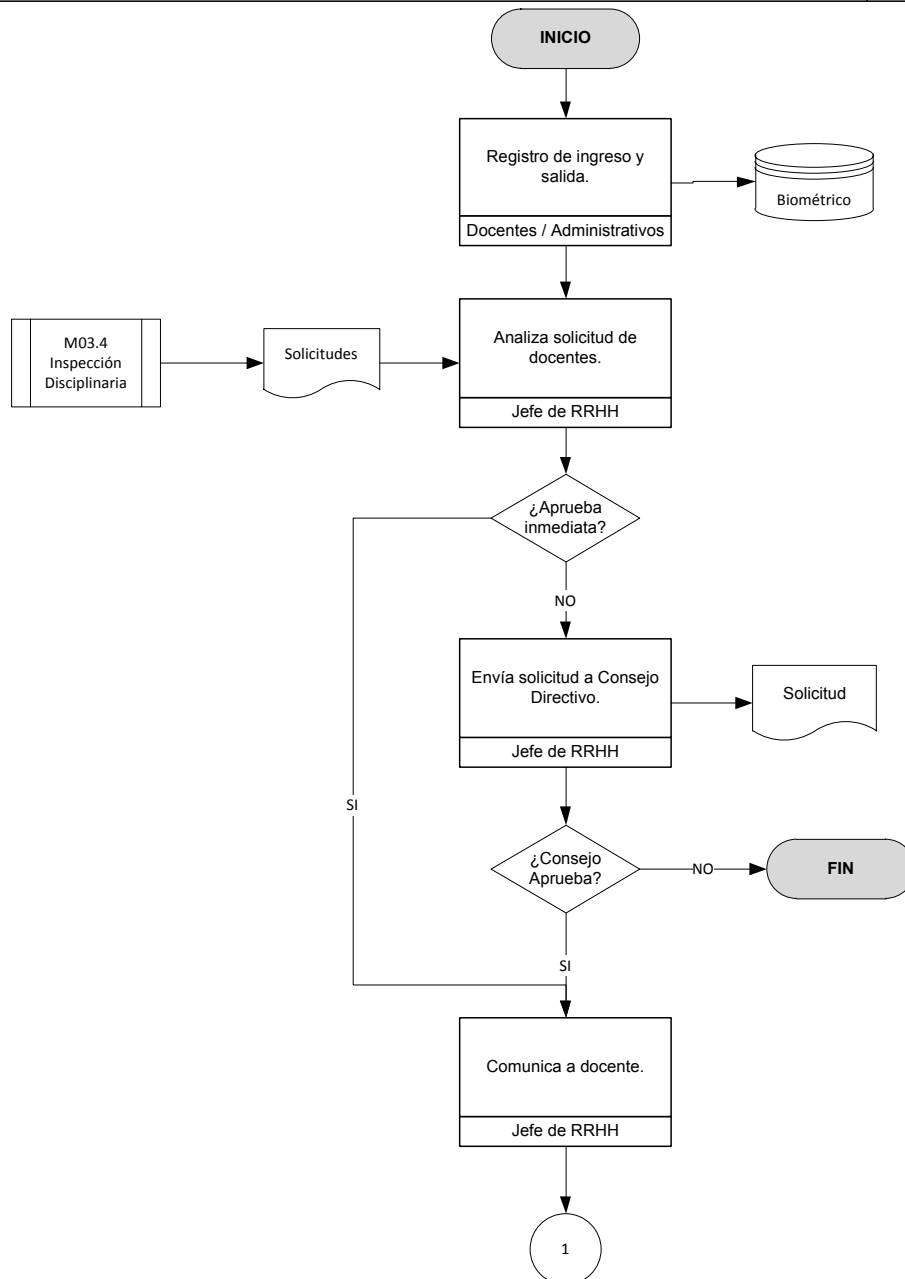 INICIO
Registro de ingreso y
salida.
Docentes / Administrativos
Biométrico
M03.4
Inspección
Disciplinaria
Solicitudes
Analiza solicitud de
docentes.
Jefe de RRHH
¿Aprueba
inmediata?
NO
Envía solicitud a Consejo
Directivo.
Jefe de RRHH
Solicitud
SI
¿Consejo
Aprueba?
NO
FIN
SI
Comunica a docente.
Jefe de RRHH
1